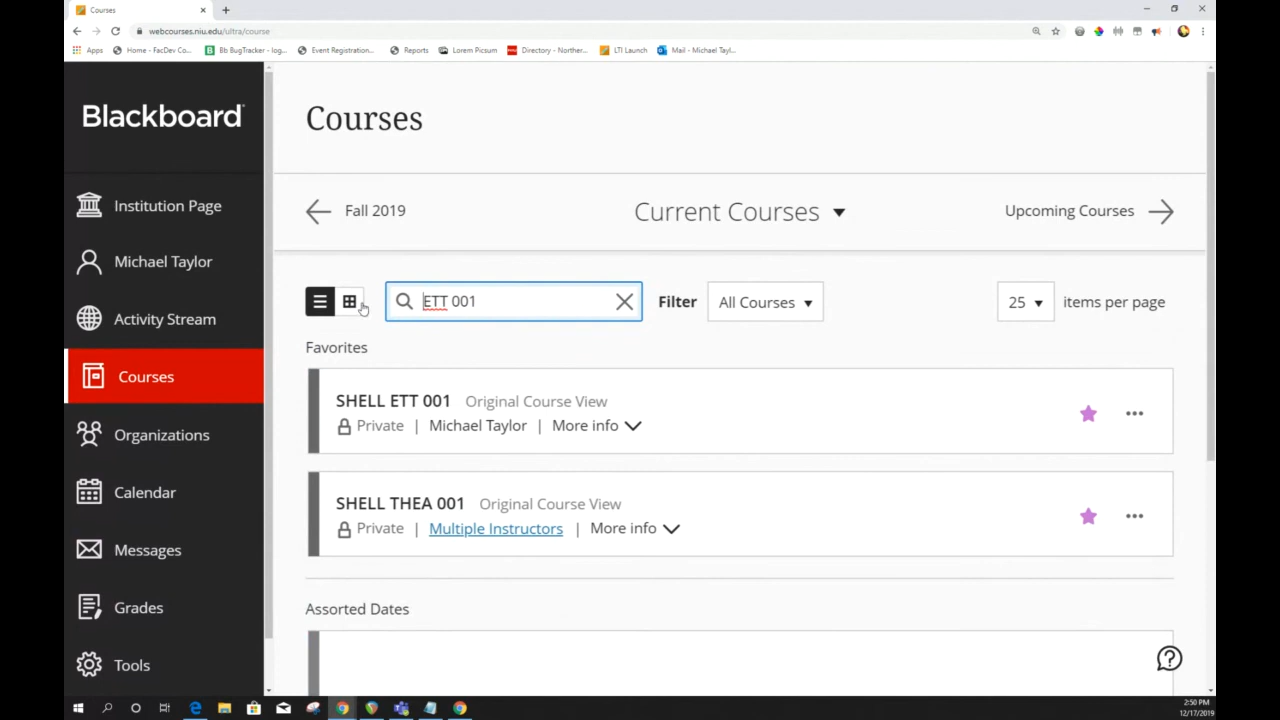 Courses
webcourses.niu.edu/ultra/course
Apps Home - FacDev Co... Bb BugTracker - log... Event Registration... Reports Lorem Picsum Directory - Norther... LTI Launch Mail - Michael Tayl...
Blackboard
Institution Page
Michael Taylor
Activity Stream
Courses
Organizations
Calendar
Messages
Grades
Tools
Courses
Fall 2019 Current Courses Upcoming Courses
ETT 001 Filter All Courses 25 items per page
Favorites
SHELL ETT 001 Original Course View
Private | Michael Taylor | More info
SHELL THEA 001 Original Course View
Private | Multiple Instructors | More info
Assorted Dates
2:50 PM
12/17/2019